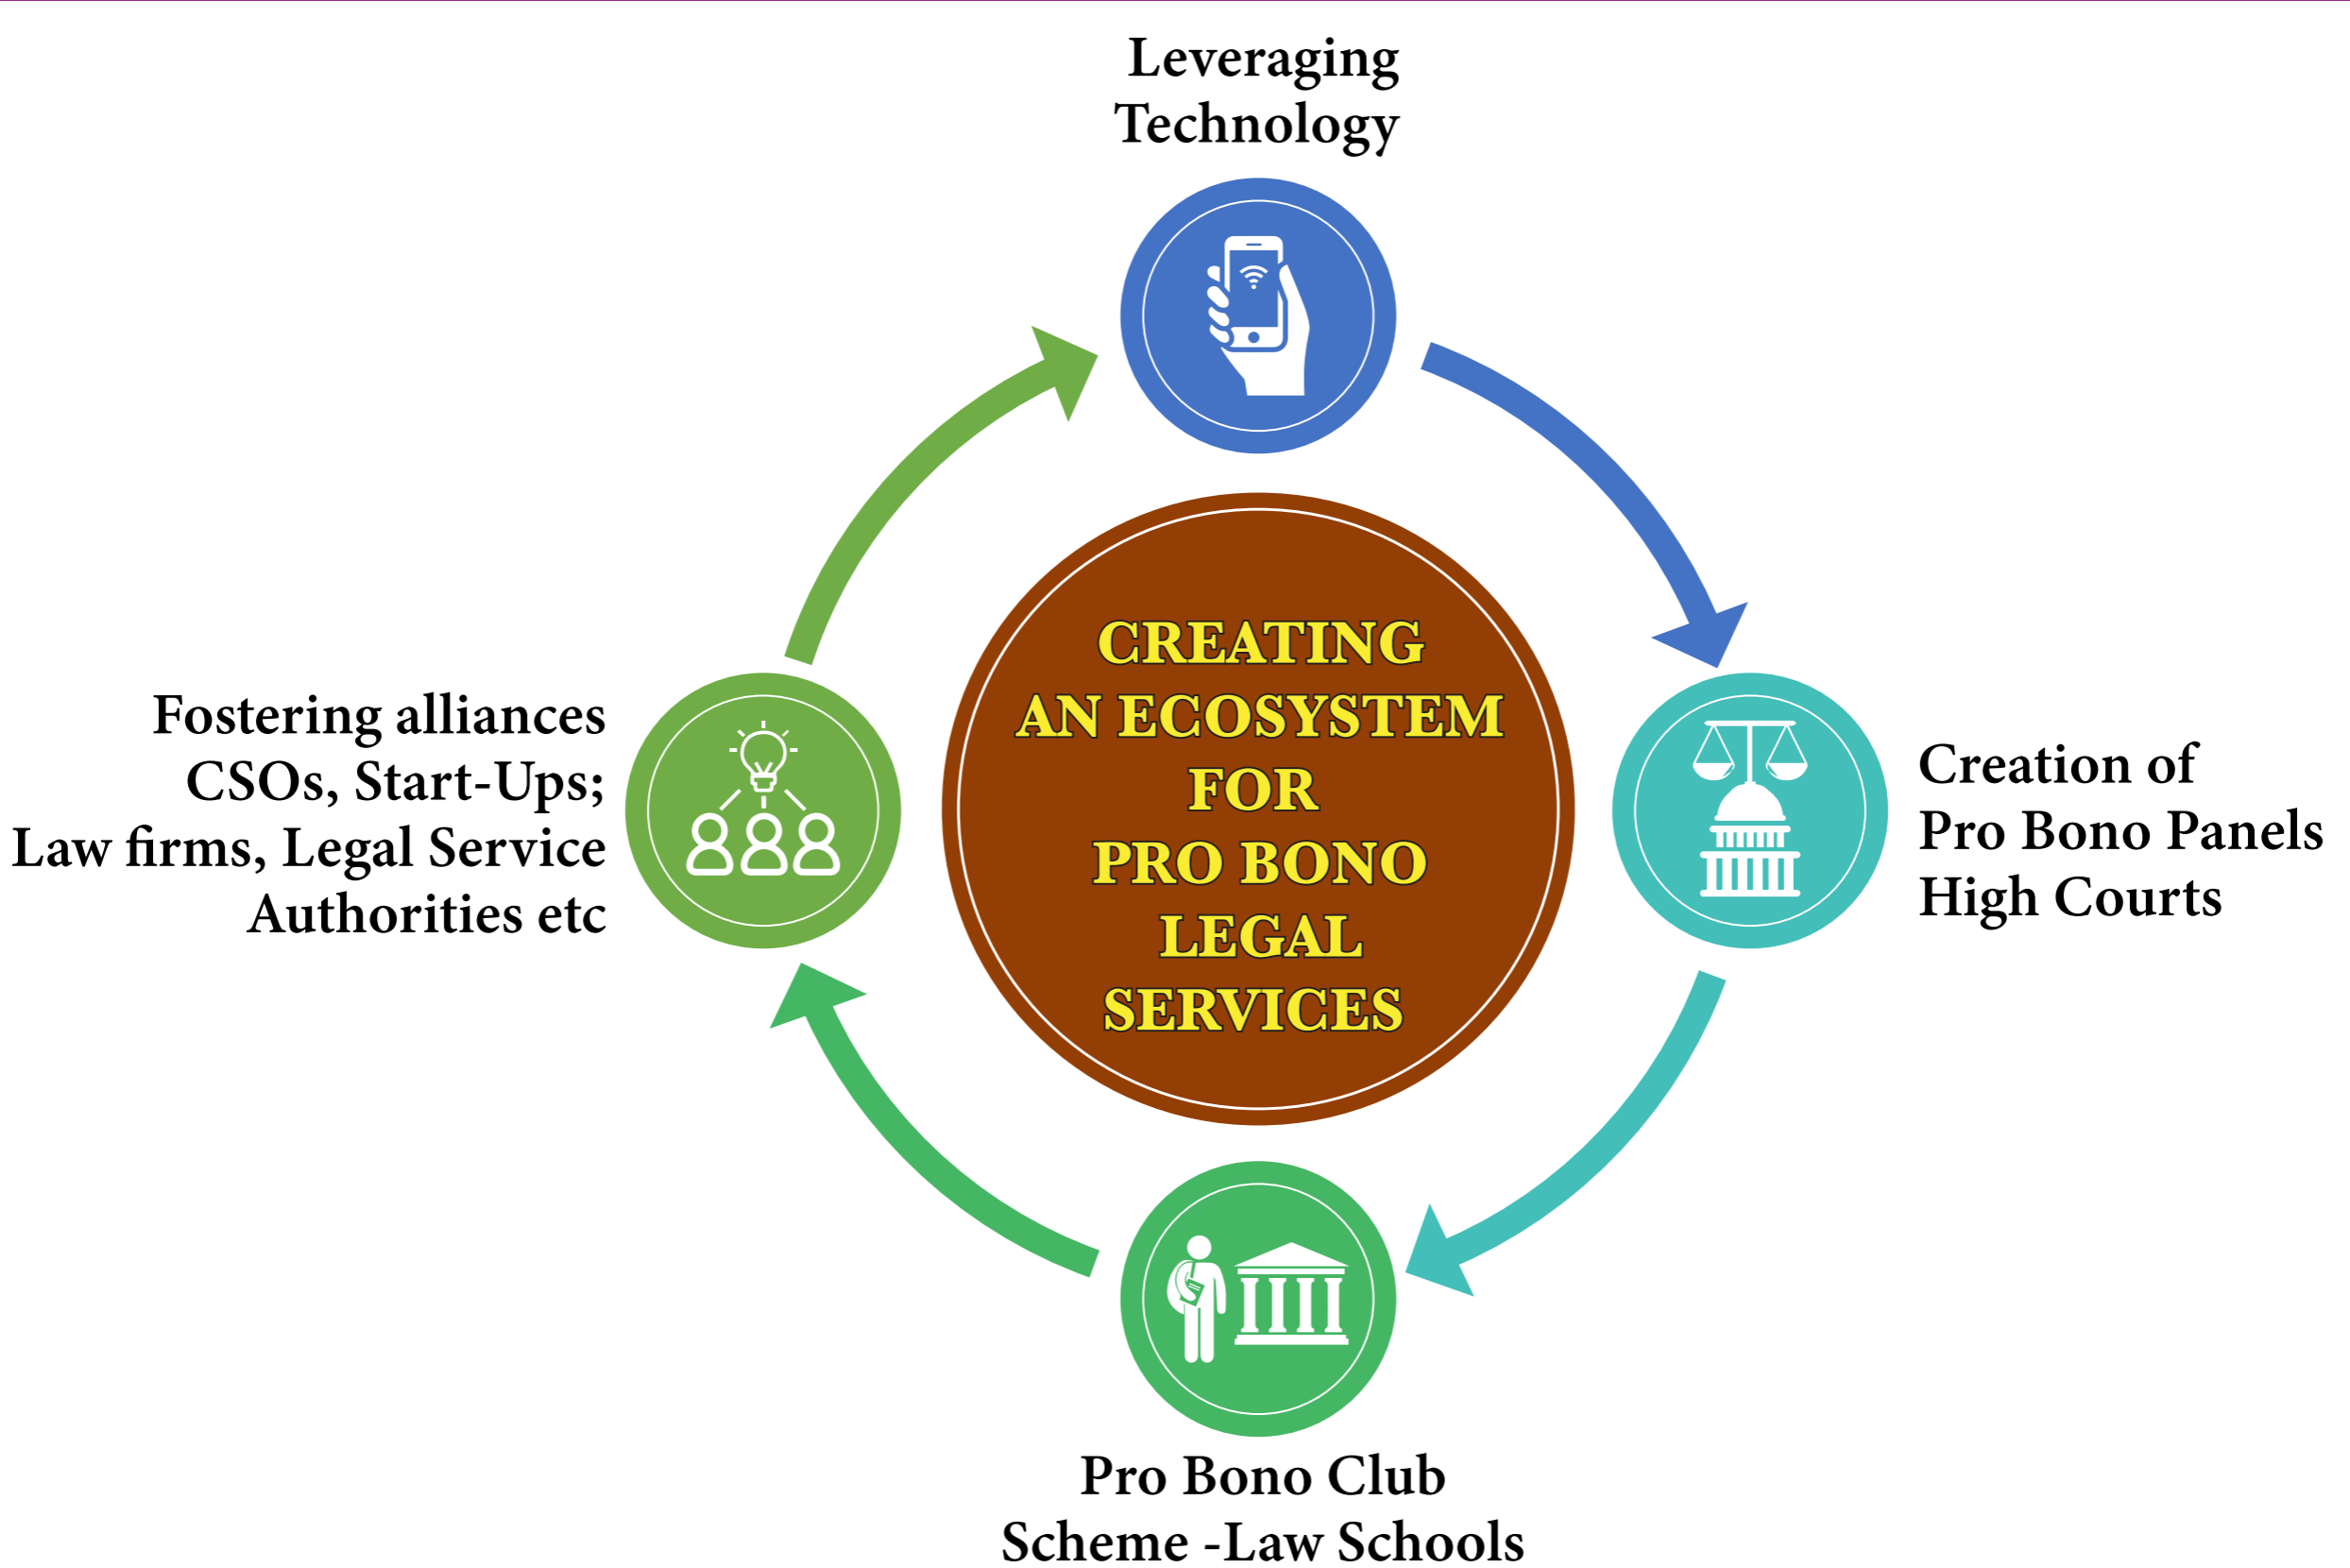 Leveraging
Technology
CREATING
AN ECOSYSTEM
FOR
PRO BONO
LEGAL
SERVICES
Fostering alliances
CSOs, Start-Ups;
Law firms, Legal Service
Authorities etc
Creation of
Pro Bono Panels
High Courts
Pro Bono Club
Scheme -Law Schools